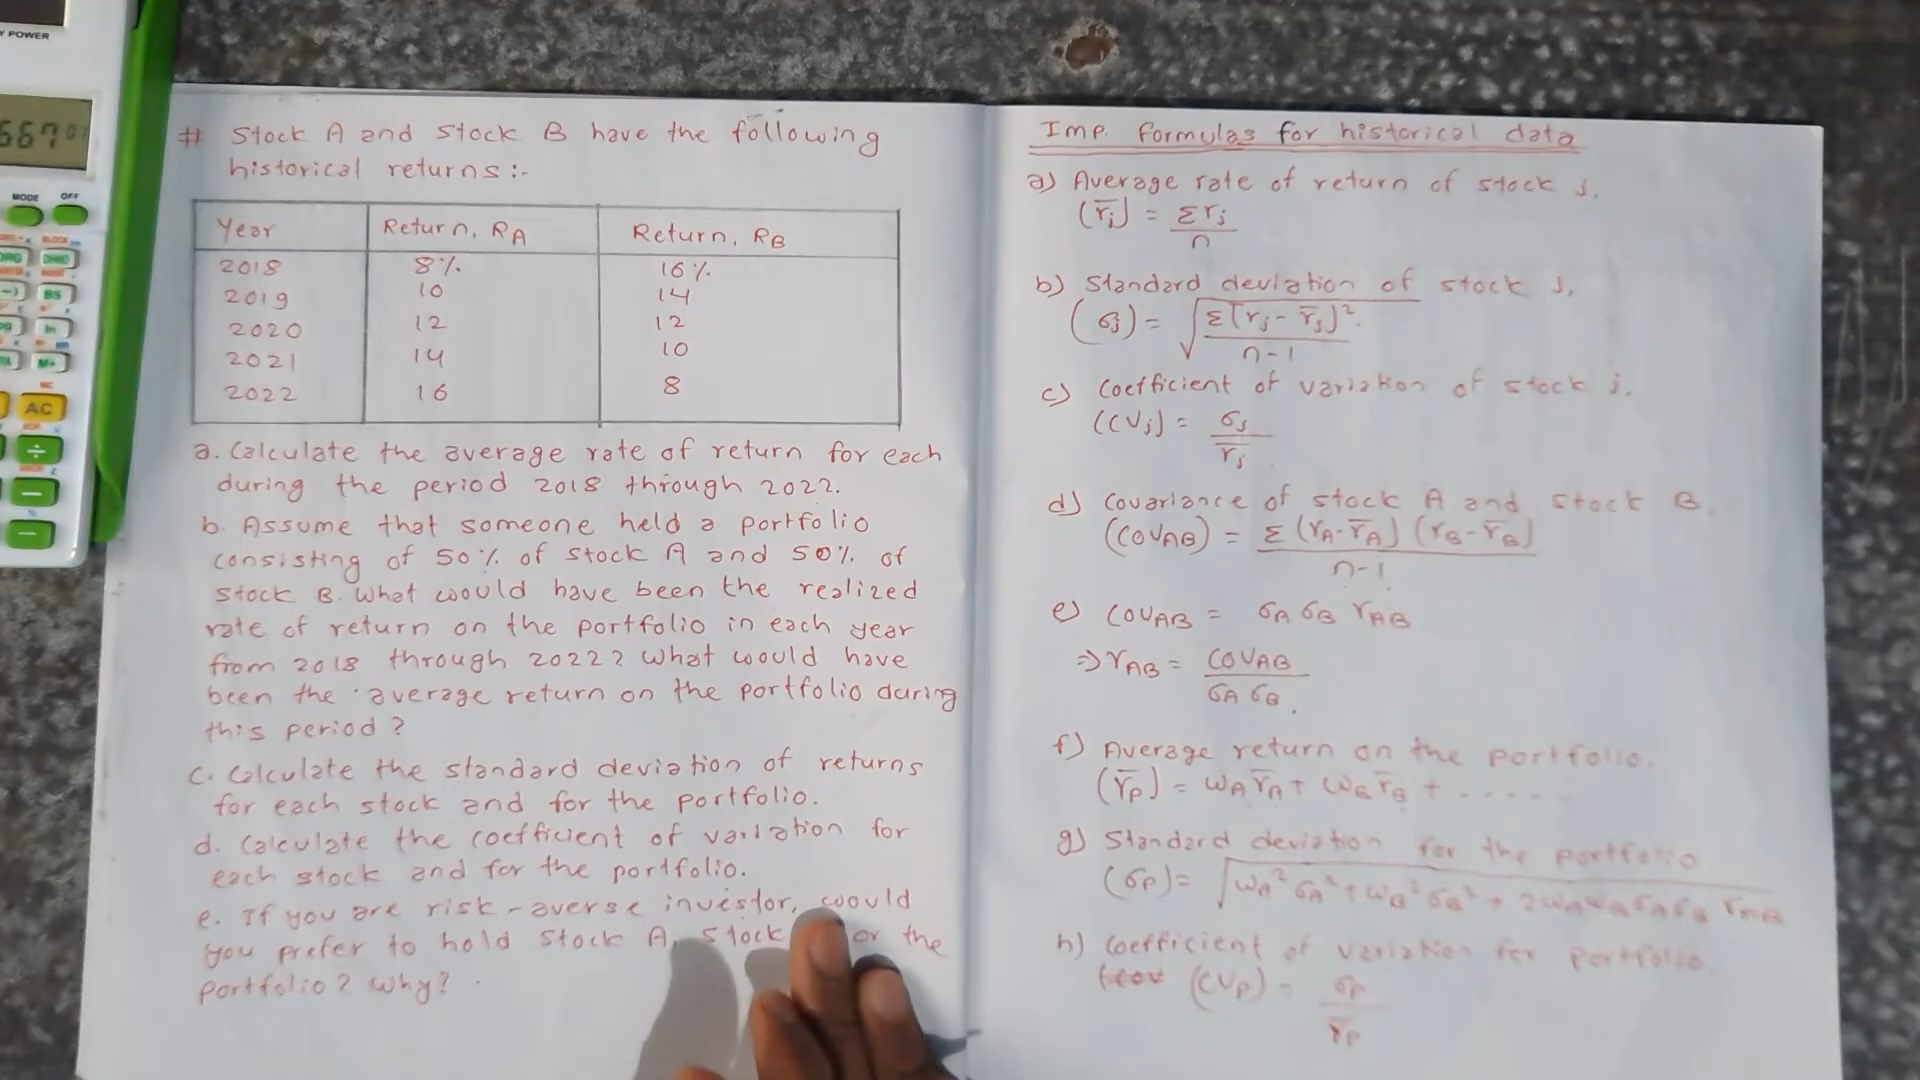 Y POWER
667
MODE OFF
DRG
BS
ln
M+
AC
÷
# Stock A and Stock B have the following
historical returns:-
Year Return, RA Return, RB
2018 8% 16%
2019 10 14
2020 12 12
2021 14 10
2022 16 8
a. Calculate the average rate of return for each
during the period 2018 through 2022.
b. Assume that someone held a portfolio
consisting of 50% of stock A and 50% of
stock B. What would have been the realized
rate of return on the portfolio in each year
from 2018 through 2022? What would have
been the average return on the portfolio during
this period?
c. Calculate the standard deviation of returns
for each stock and for the portfolio.
d. Calculate the coefficient of variation for
each stock and for the portfolio.
e. If you are risk-averse investor, would
you prefer to hold Stock A, Stock or the
portfolio? Why?
Imp. formulas for historical data
a) Average rate of return of stock j.
(r̄j) = Σrj
n
b) Standard deviation of stock j,
(σj) = √Σ(rj - r̄j)².
n-1
c) Coefficient of variation of stock j.
(CVj) = σj
r̄j
d) Covariance of stock A and stock B.
(COVAB) = Σ (rA-r̄A) (rB-r̄B)
n-1
e) COVAB = σA σB rAB
=> rAB = COVAB
σA σB.
f) Average return on the portfolio.
(r̄p) = wA r̄A + wB r̄B + ......
g) Standard deviation for the portfolio
(σp) = √wA² σA² + wB² σB² + 2wAwBσAσB rAB
h) Coefficient of variation for portfolio.
(CVp) = σp
r̄p